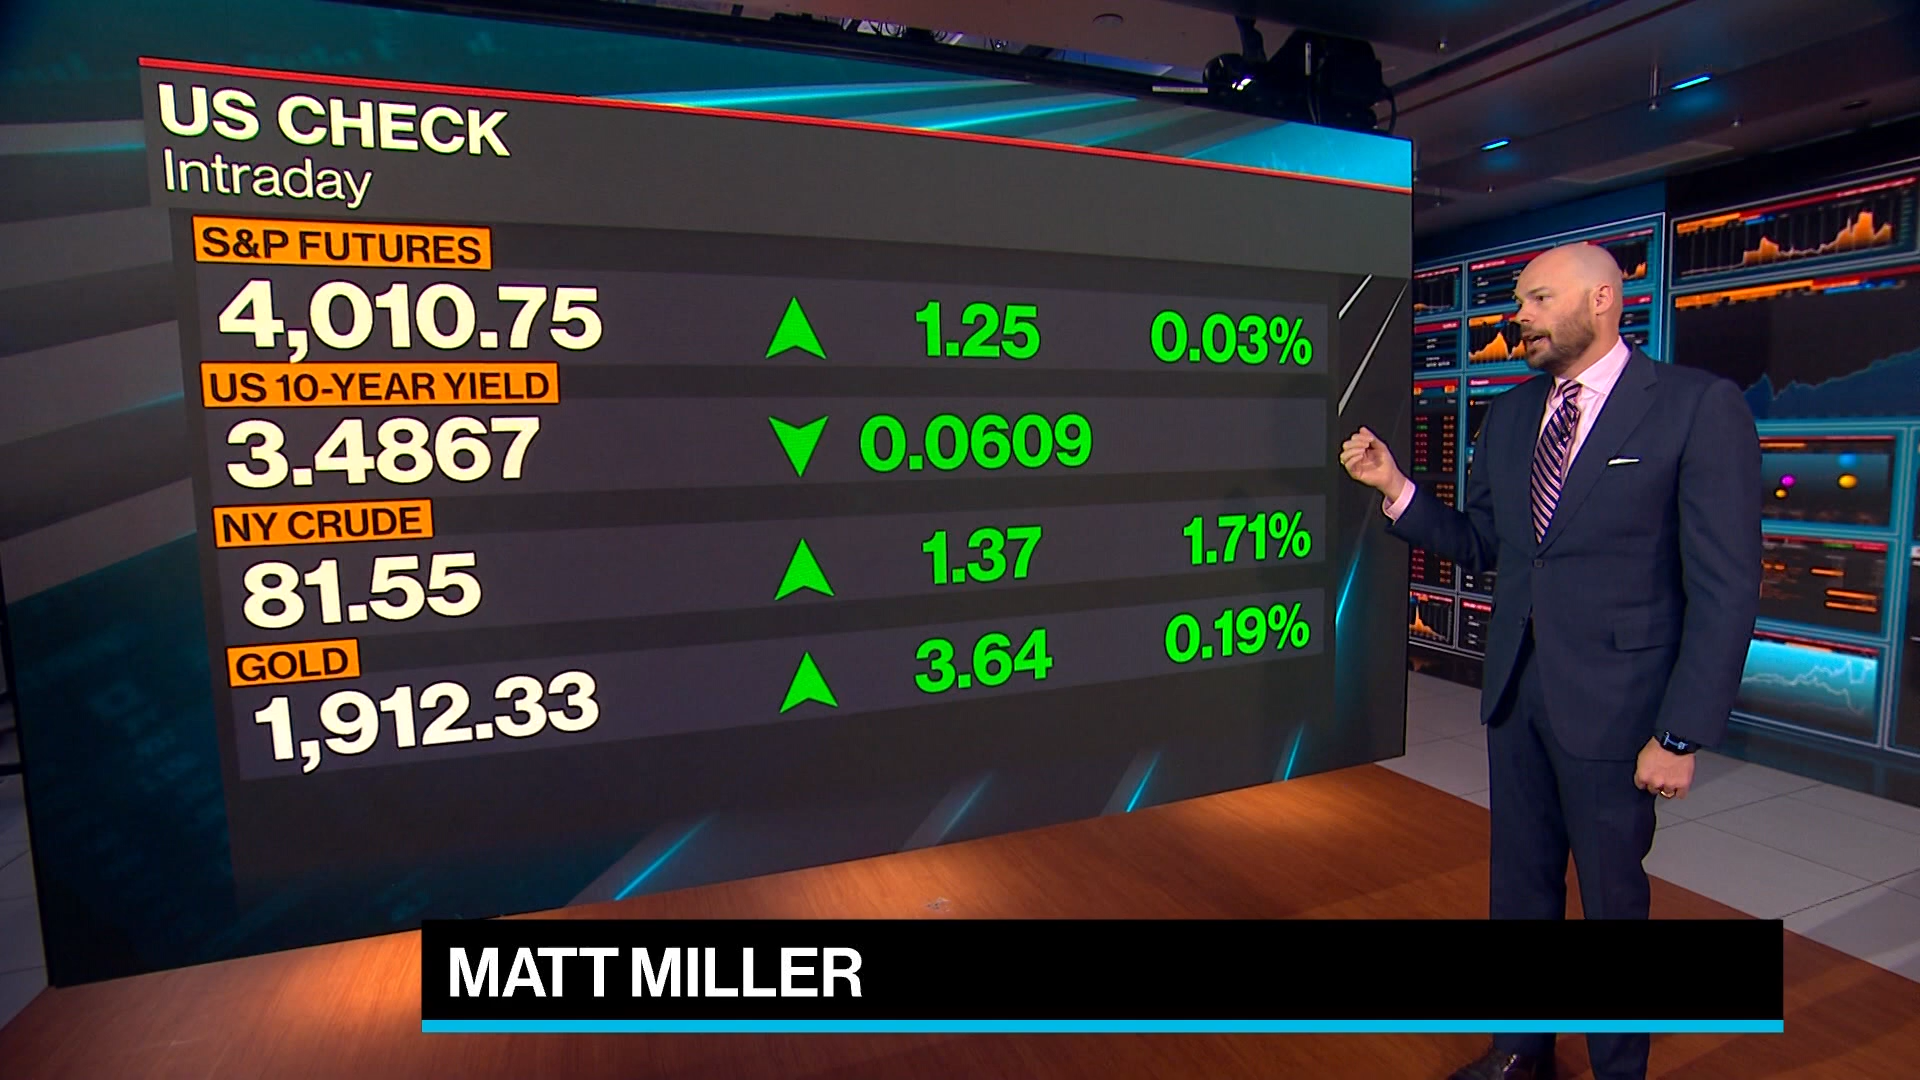 US CHECK
Intraday
S&P FUTURES
4,010.75 1.25 0.03%
US 10-YEAR YIELD
3.4867 0.0609
NY CRUDE
81.55 1.37 1.71%
GOLD
1,912.33 3.64 0.19%
MATT MILLER